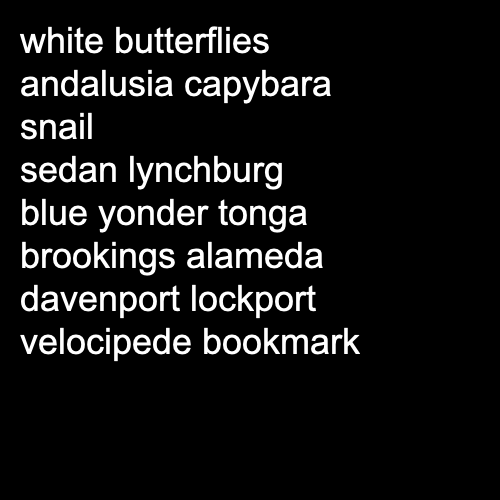 white butterflies
andalusia capybara
snail
sedan lynchburg
blue yonder tonga
brookings alameda
davenport lockport
velocipede bookmark